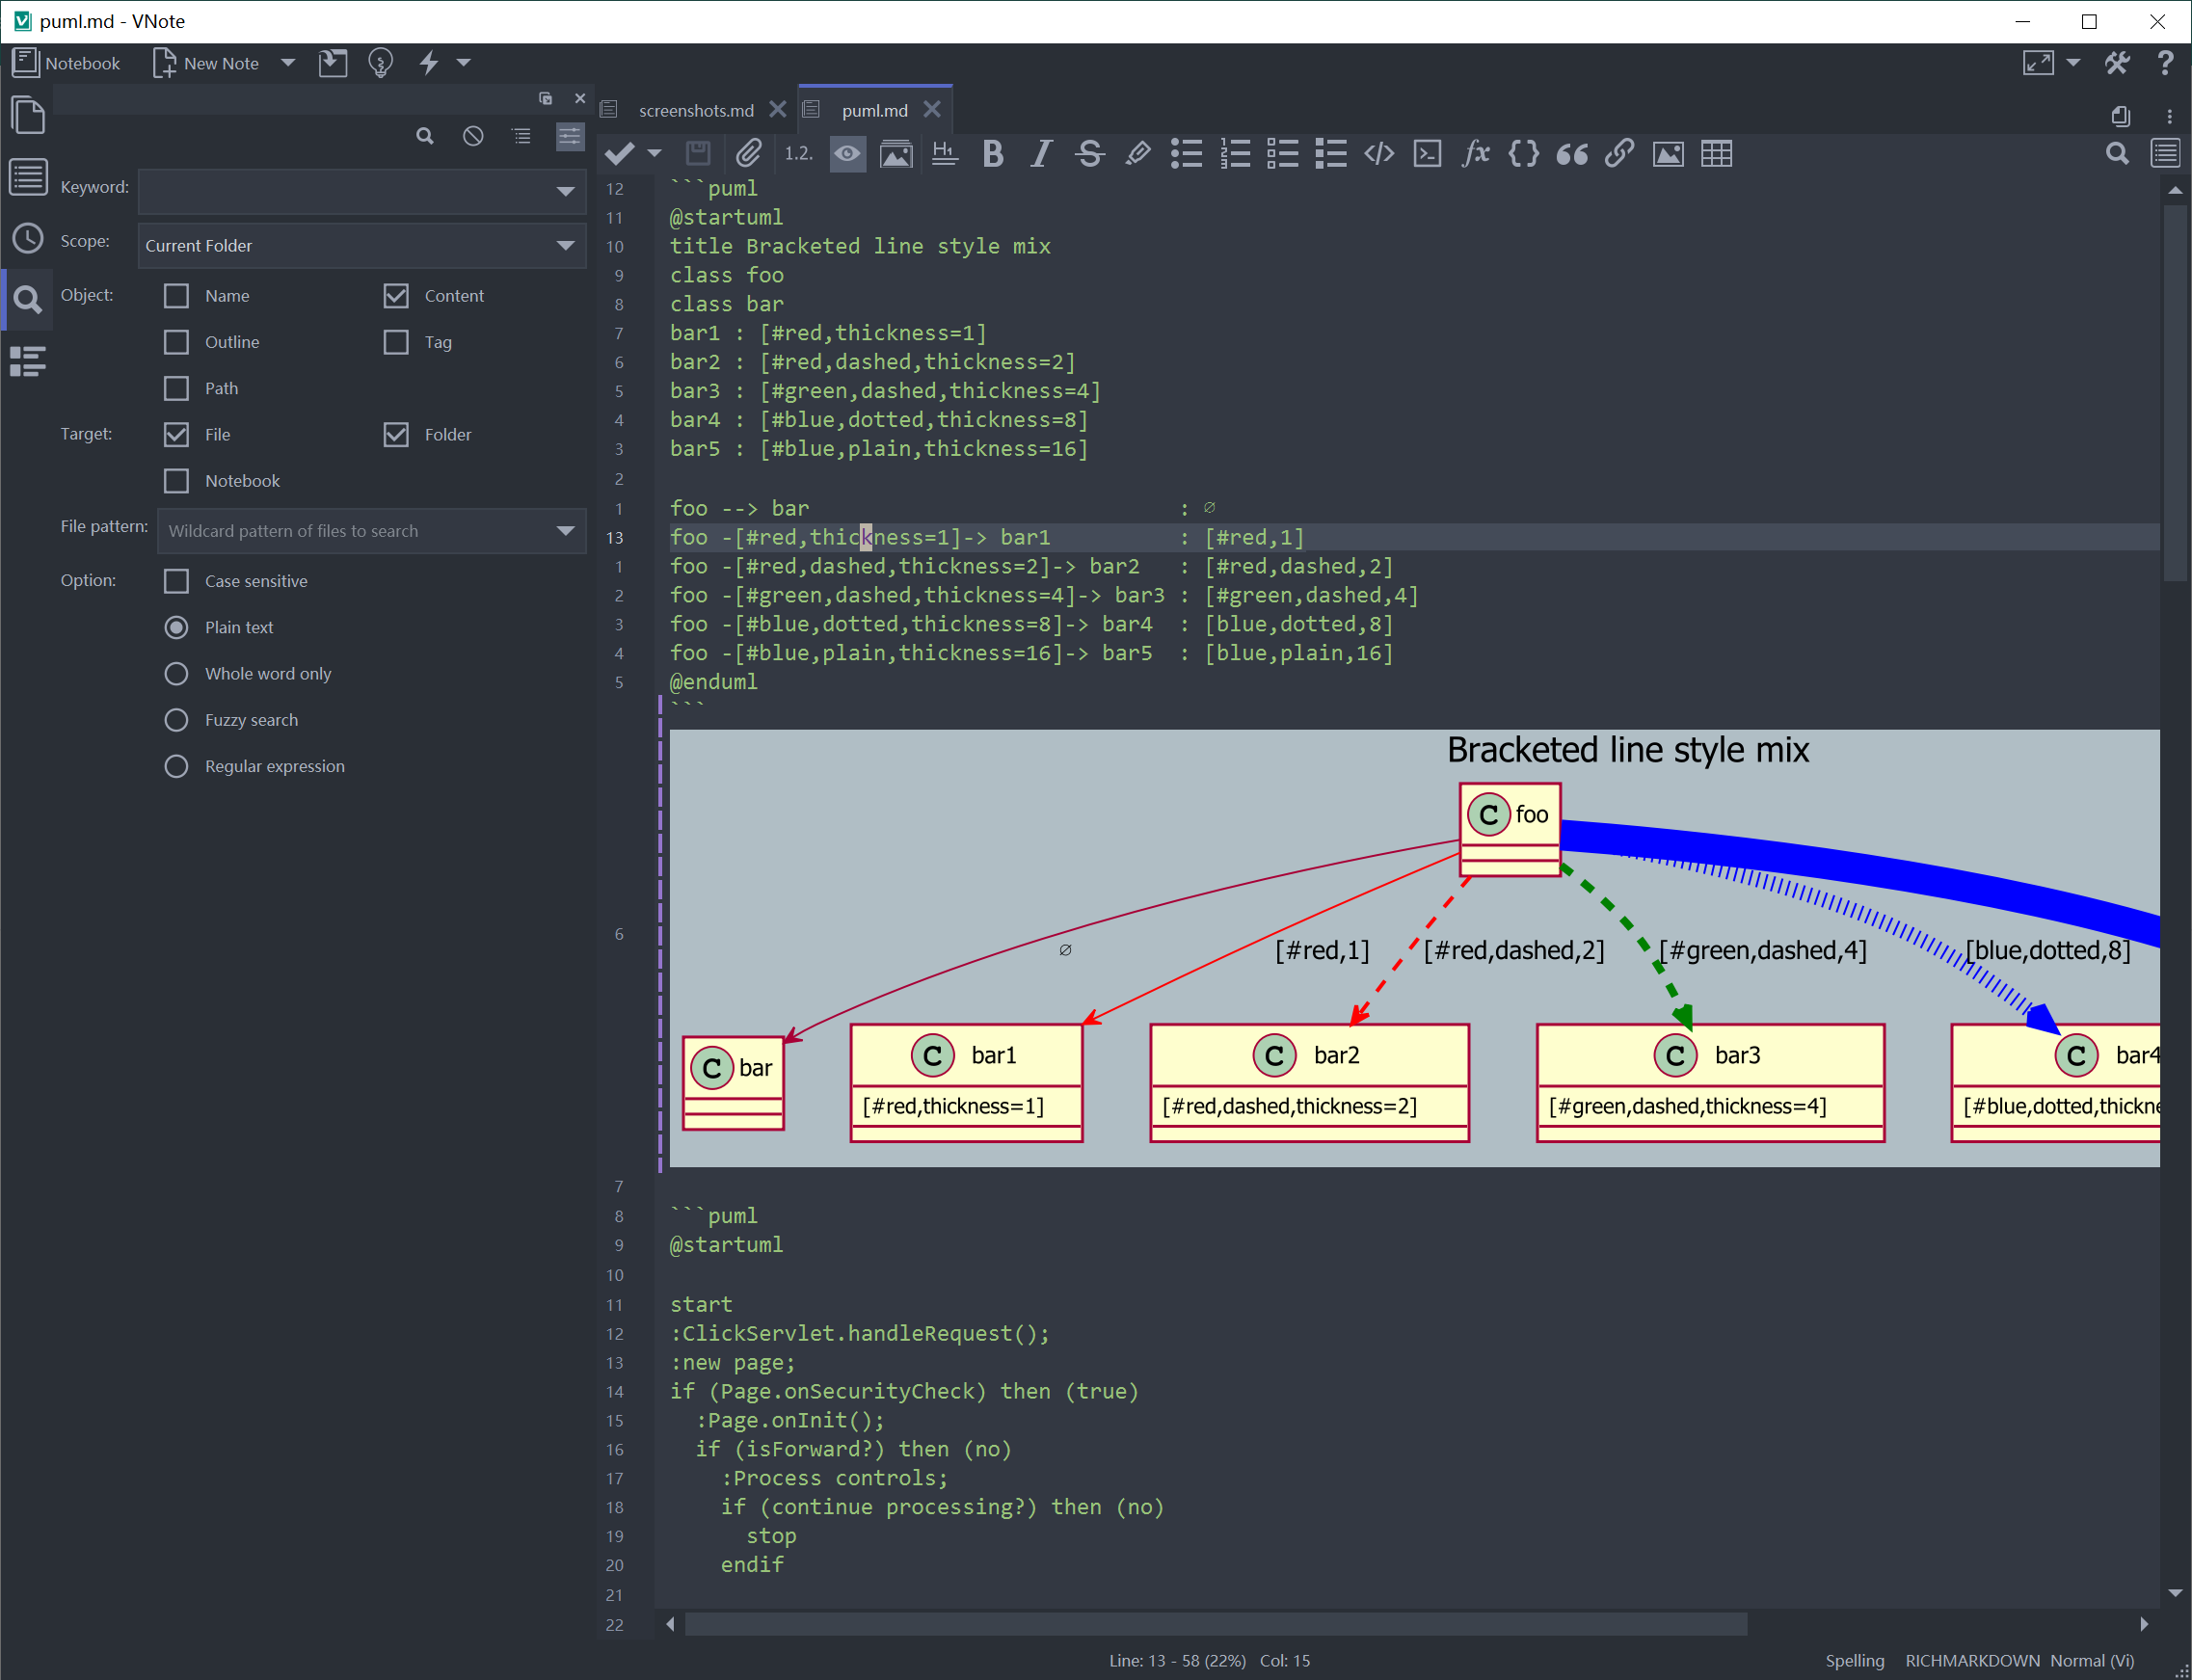 puml.md - VNote
Notebook
New Note
screenshots.md
puml.md
Keyword:
Scope:
Current Folder
Object:
Name
Content
Outline
Tag
Path
Target:
File
Folder
Notebook
File pattern:
Wildcard pattern of files to search
Option:
Case sensitive
Plain text
Whole word only
Fuzzy search
Regular expression
1.2.
12 ```puml
11 @startuml
10 title Bracketed line style mix
9 class foo
8 class bar
7 bar1 : [#red,thickness=1]
6 bar2 : [#red,dashed,thickness=2]
5 bar3 : [#green,dashed,thickness=4]
4 bar4 : [#blue,dotted,thickness=8]
3 bar5 : [#blue,plain,thickness=16]
2
1 foo --> bar : ∅
13 foo -[#red,thickness=1]-> bar1 : [#red,1]
1 foo -[#red,dashed,thickness=2]-> bar2 : [#red,dashed,2]
2 foo -[#green,dashed,thickness=4]-> bar3 : [#green,dashed,4]
3 foo -[#blue,dotted,thickness=8]-> bar4 : [blue,dotted,8]
4 foo -[#blue,plain,thickness=16]-> bar5 : [blue,plain,16]
5 @enduml
```
Bracketed line style mix
C foo
6
∅
[#red,1]
[#red,dashed,2]
[#green,dashed,4]
[blue,dotted,8]
C bar
C bar1
[#red,thickness=1]
C bar2
[#red,dashed,thickness=2]
C bar3
[#green,dashed,thickness=4]
C bar4
[#blue,dotted,thickne
7
8 ```puml
9 @startuml
10
11 start
12 :ClickServlet.handleRequest();
13 :new page;
14 if (Page.onSecurityCheck) then (true)
15 :Page.onInit();
16 if (isForward?) then (no)
17 :Process controls;
18 if (continue processing?) then (no)
19 stop
20 endif
21
22
Line: 13 - 58 (22%) Col: 15
Spelling
RICHMARKDOWN
Normal (Vi)